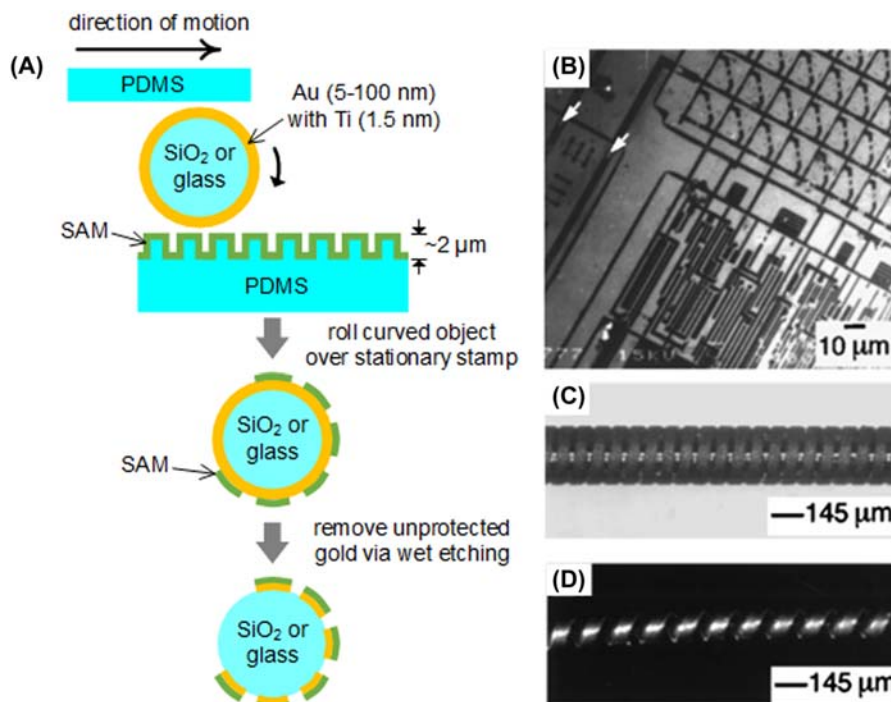 direction of motion
(A)
PDMS
Au (5-100 nm)
with Ti (1.5 nm)
SiO₂ or
glass
SAM
~2 µm
PDMS
roll curved object
over stationary stamp
SiO₂ or
glass
SAM
remove unprotected
gold via wet etching
SiO₂ or
glass
(B)
10 µm
15KU
(C)
145 µm
(D)
145 µm